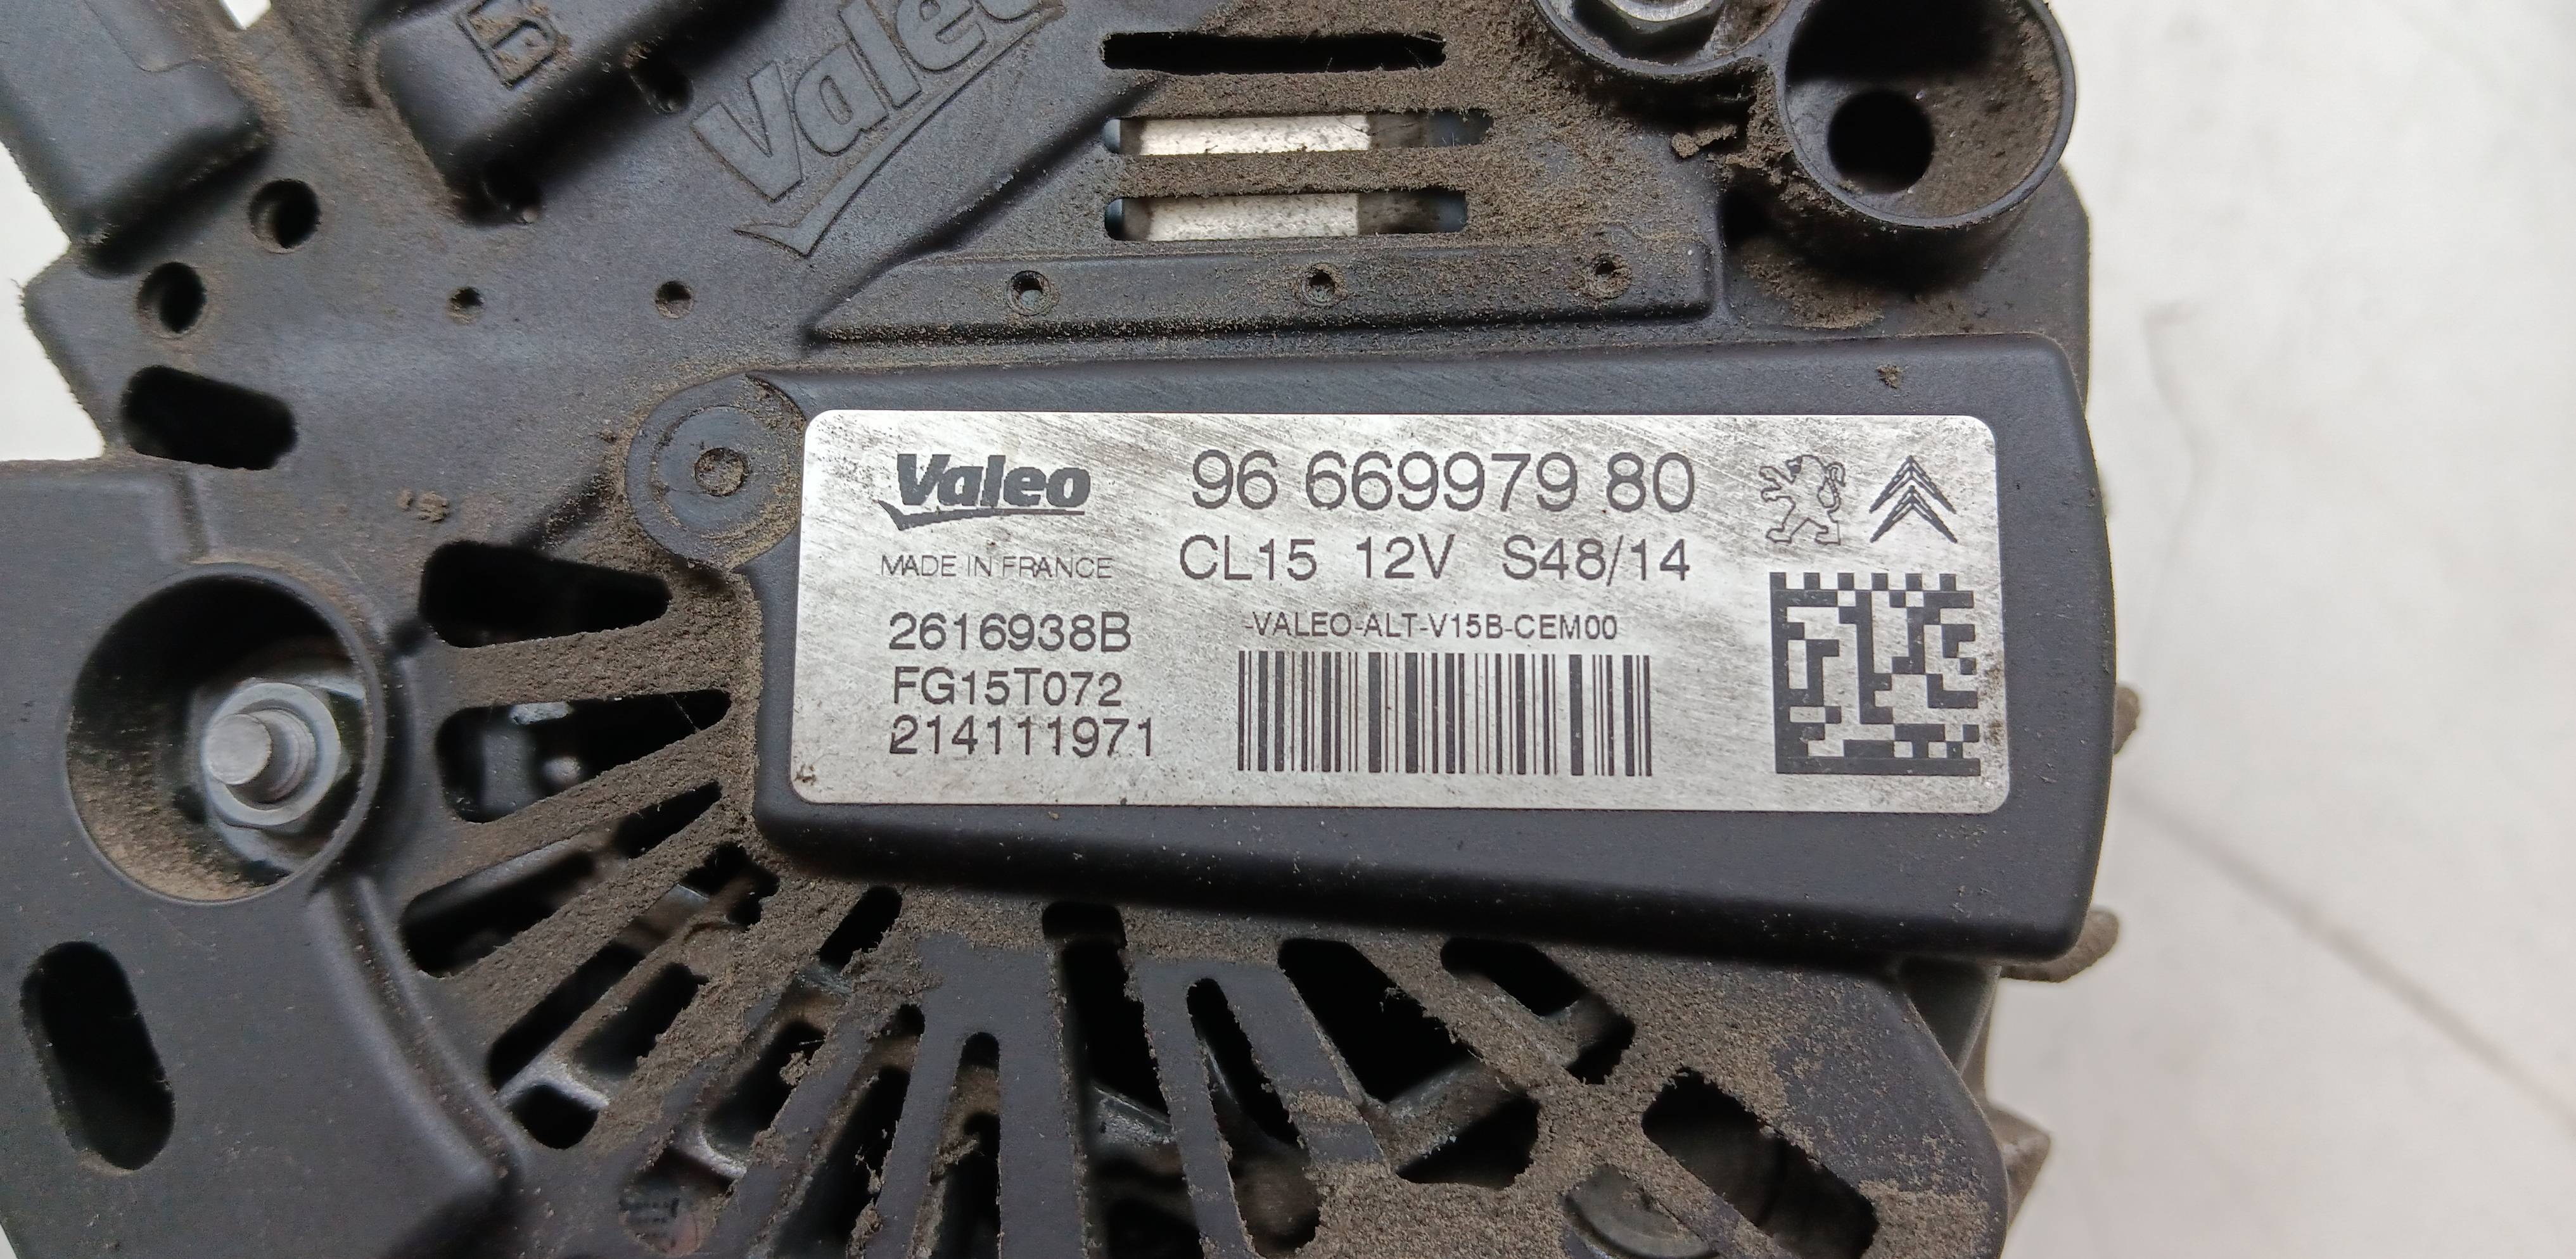 Valeo
Valeo
96 669979 80
MADE IN FRANCE
CL15 12V S48/14
2616938B
-VALEO-ALT-V15B-CEM00
FG15T072
214111971